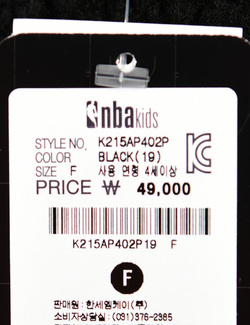 nbakids
STYLE NO. K215AP402P
COLOR BLACK(19)
SIZE F 사용 연령 4세이상
PRICE ₩ 49,000
K215AP402P19 F
F
판매원 : 한세엠케이(주)
소비자상담실 : (031)376-2385